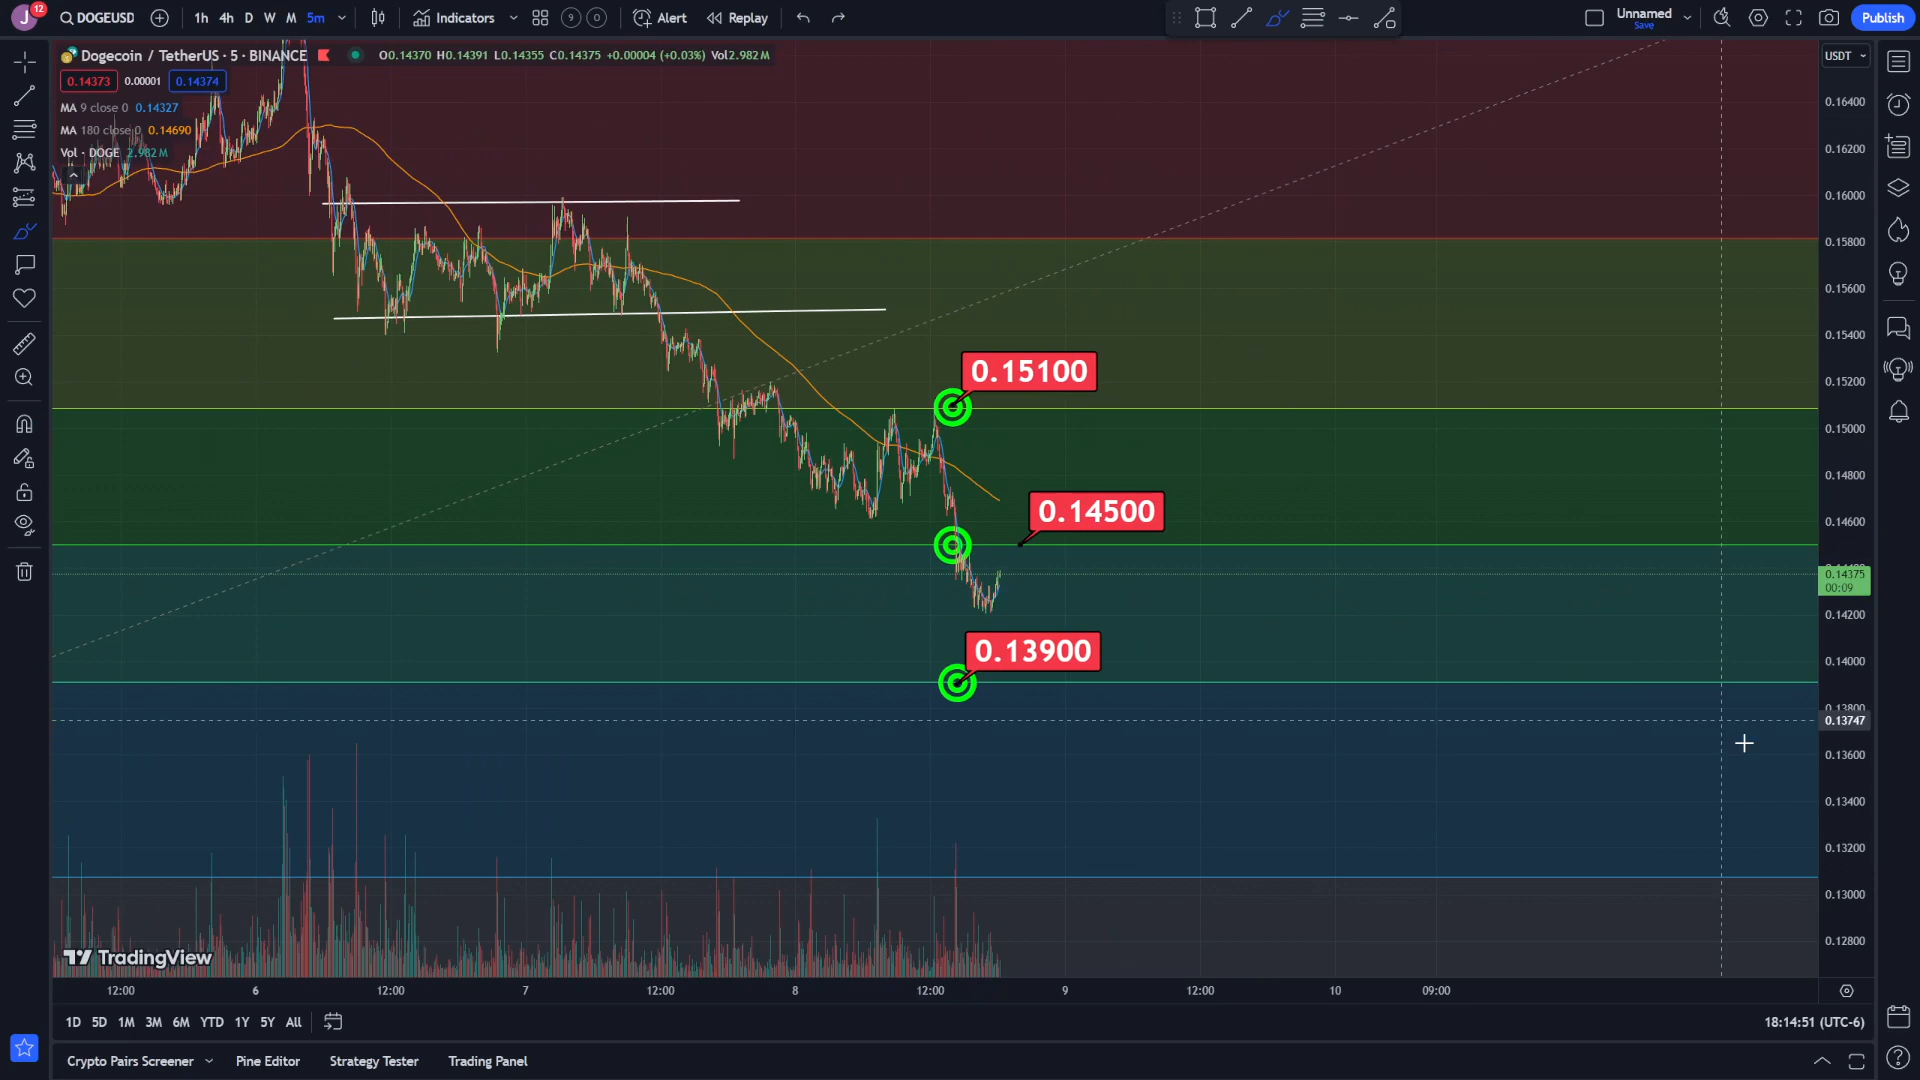 J
12
DOGEUSD
1h 4h D W M 5m
Indicators
9
Alert
Replay
Unnamed
Save
Publish
Dogecoin / TetherUS · 5 · BINANCE
O0.14370 H0.14391 L0.14355 C0.14375 +0.00004 (+0.03%) Vol2.982 M
0.14373 0.00001 0.14374
MA 9 close 0 0.14327
MA 180 close 0 0.14690
Vol · DOGE 2.982 M
USDT
0.16400
0.16200
0.16000
0.15800
0.15600
0.15400
0.15200
0.15000
0.14800
0.14600
0.14375
00:09
0.14200
0.14000
0.13747
0.13600
0.13400
0.13200
0.13000
0.12800
0.15100
0.14500
0.13900
TradingView
12:00 6 12:00 7 12:00 8 12:00 9 12:00 10 09:00
1D 5D 1M 3M 6M YTD 1Y 5Y All
18:14:51 (UTC-6)
Crypto Pairs Screener Pine Editor Strategy Tester Trading Panel